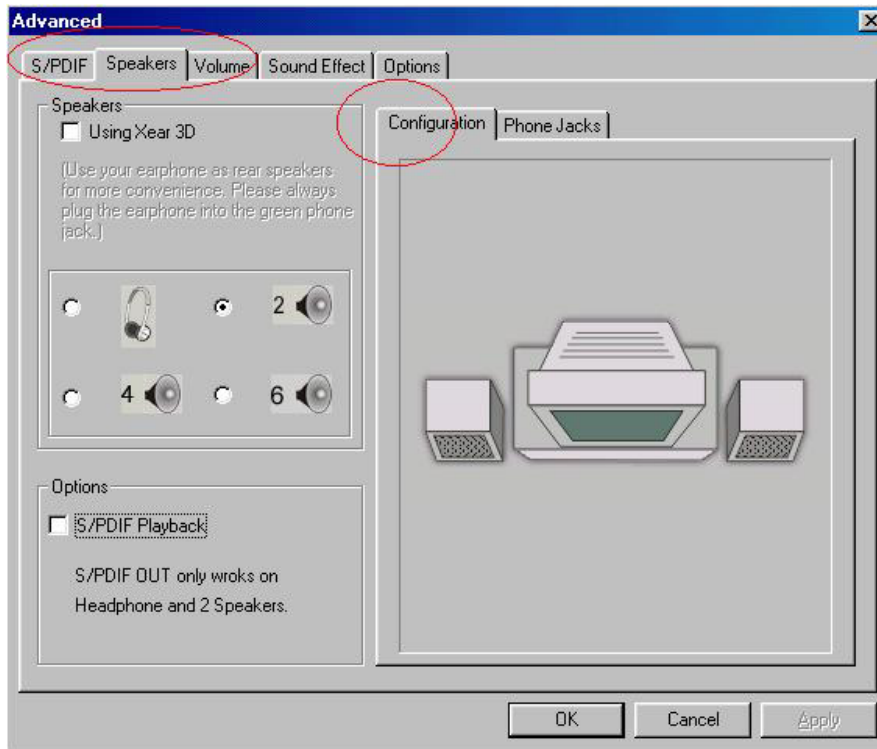 Advanced
S/PDIF
Speakers
Volume
Sound Effect
Options
Speakers
Using Xear 3D
(Use your earphone as rear speakers
for more convenience. Please always
plug the earphone into the green phone
jack.)
2
4
6
Options
S/PDIF Playback
S/PDIF OUT only wroks on
Headphone and 2 Speakers.
Configuration
Phone Jacks
OK
Cancel
Apply